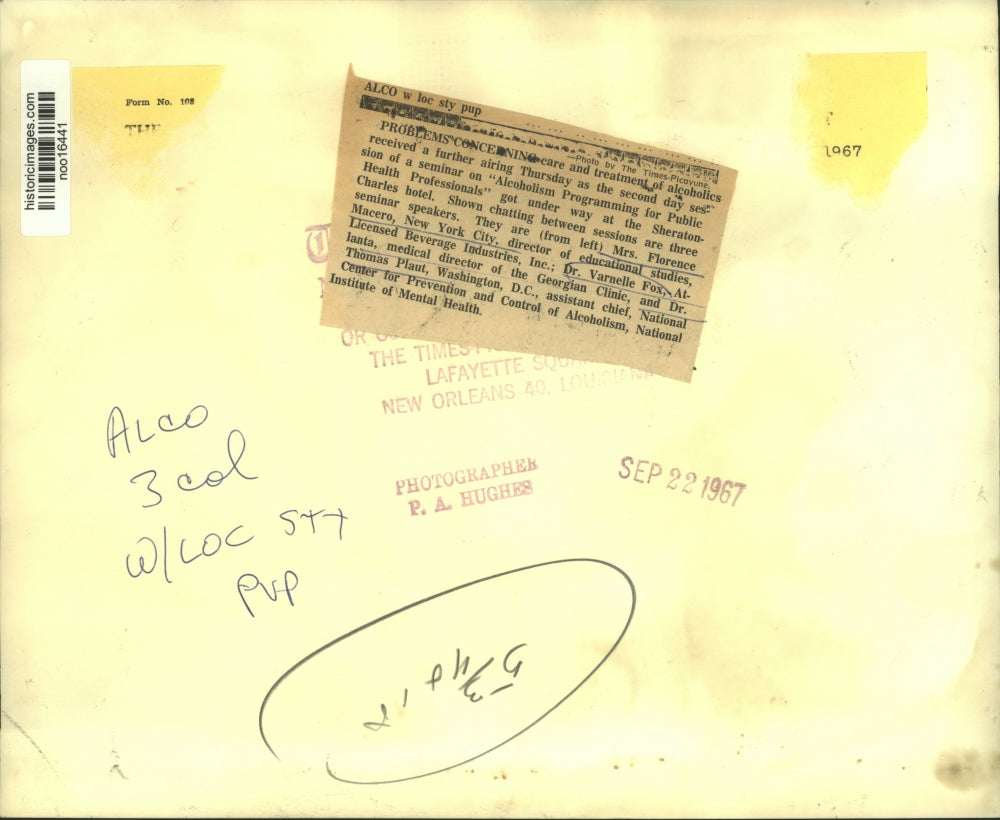 historicimages.com
noo16441
Form No. 108
THE
1967
ALCO w loc sty pup
—Photo by The Times-Picayune.
PROBLEMS CONCERNING care and treatment of alcoholics
received a further airing Thursday as the second day ses-
sion of a seminar on "Alcoholism Programming for Public
Health Professionals" got under way at the Sheraton-
Charles hotel. Shown chatting between sessions are three
seminar speakers. They are (from left) Mrs. Florence
Macero, New York City, director of educational studies,
Licensed Beverage Industries, Inc.; Dr. Varnelle Fox, At-
lanta, medical director of the Georgian Clinic, and Dr.
Thomas Plaut, Washington, D.C., assistant chief, National
Center for Prevention and Control of Alcoholism, National
Institute of Mental Health.
OR
THE TIMES-
LAFAYETTE SQUARE
NEW ORLEANS 40, LOUISIANA
PHOTOGRAPHER
P. A. HUGHES
SEP 22 1967
ALCO
3 col
W/LOC STY
PUP